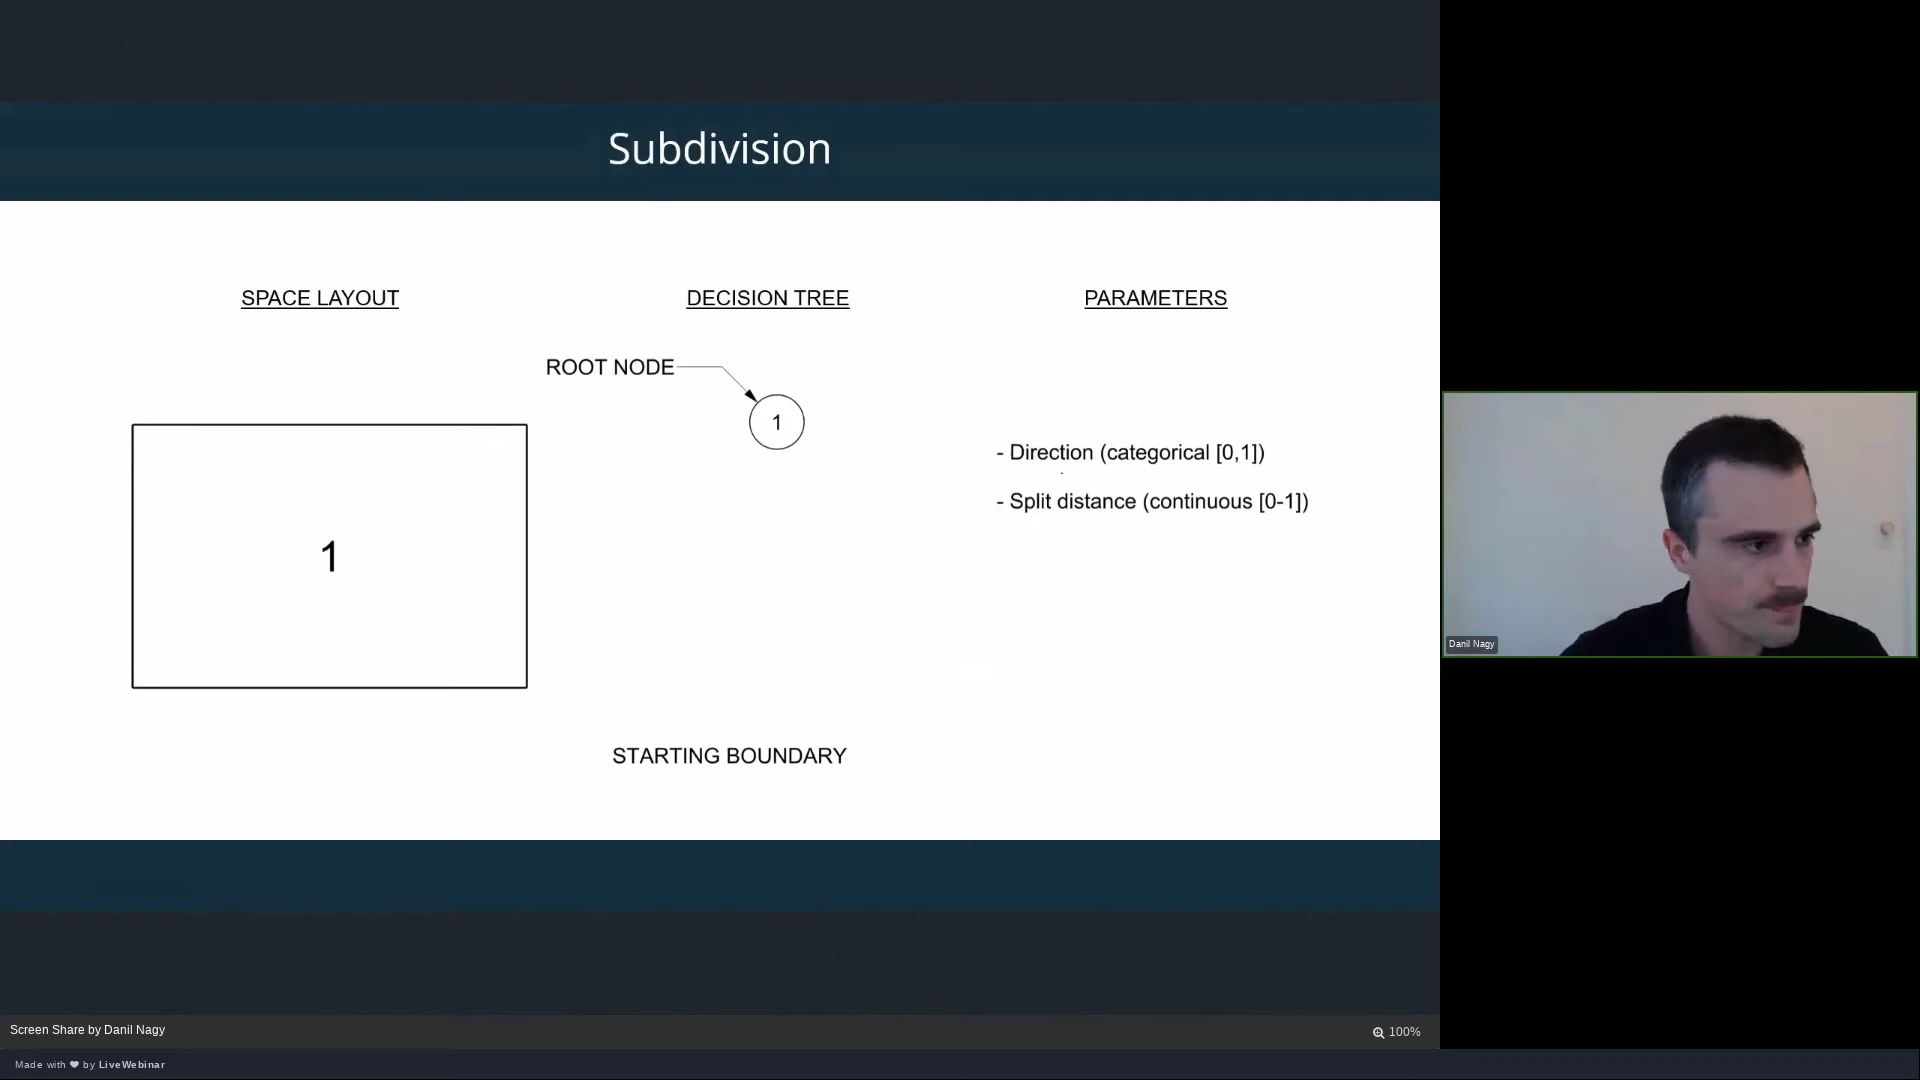 Subdivision
SPACE LAYOUT
DECISION TREE
PARAMETERS
ROOT NODE
1
- Direction (categorical [0,1])
- Split distance (continuous [0-1])
1
STARTING BOUNDARY
Danil Nagy
Screen Share by Danil Nagy
100%
Made with ❤ by LiveWebinar